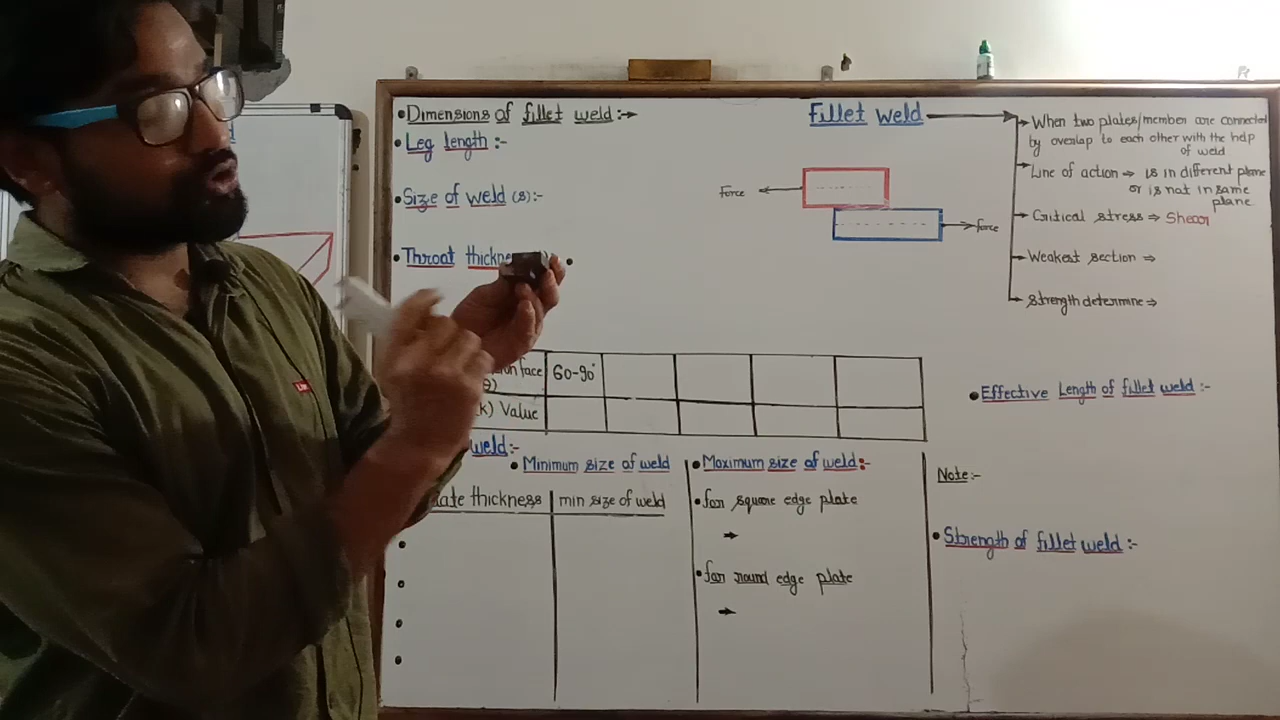 •Dimensions of fillet weld:→
•Leg length :-
•Size of weld (s):-
•Throat
Fillet weld
When two plates/member are connected
by overlap to each other with the help
of weld
Line of action ⇒ is in different plane
or is not in same
plane
Critical stress ⇒ Shear
Weakest section ⇒
Strength determine ⇒
Force
force
face 60-90°
(k) Value
weld:-
•Minimum size of weld
thickness min size of weld
•Maximum size of weld:-
•for square edge plate
→
•for round edge plate
→
•Effective Length of fillet weld :-
Note:-
•Strength of fillet weld :-